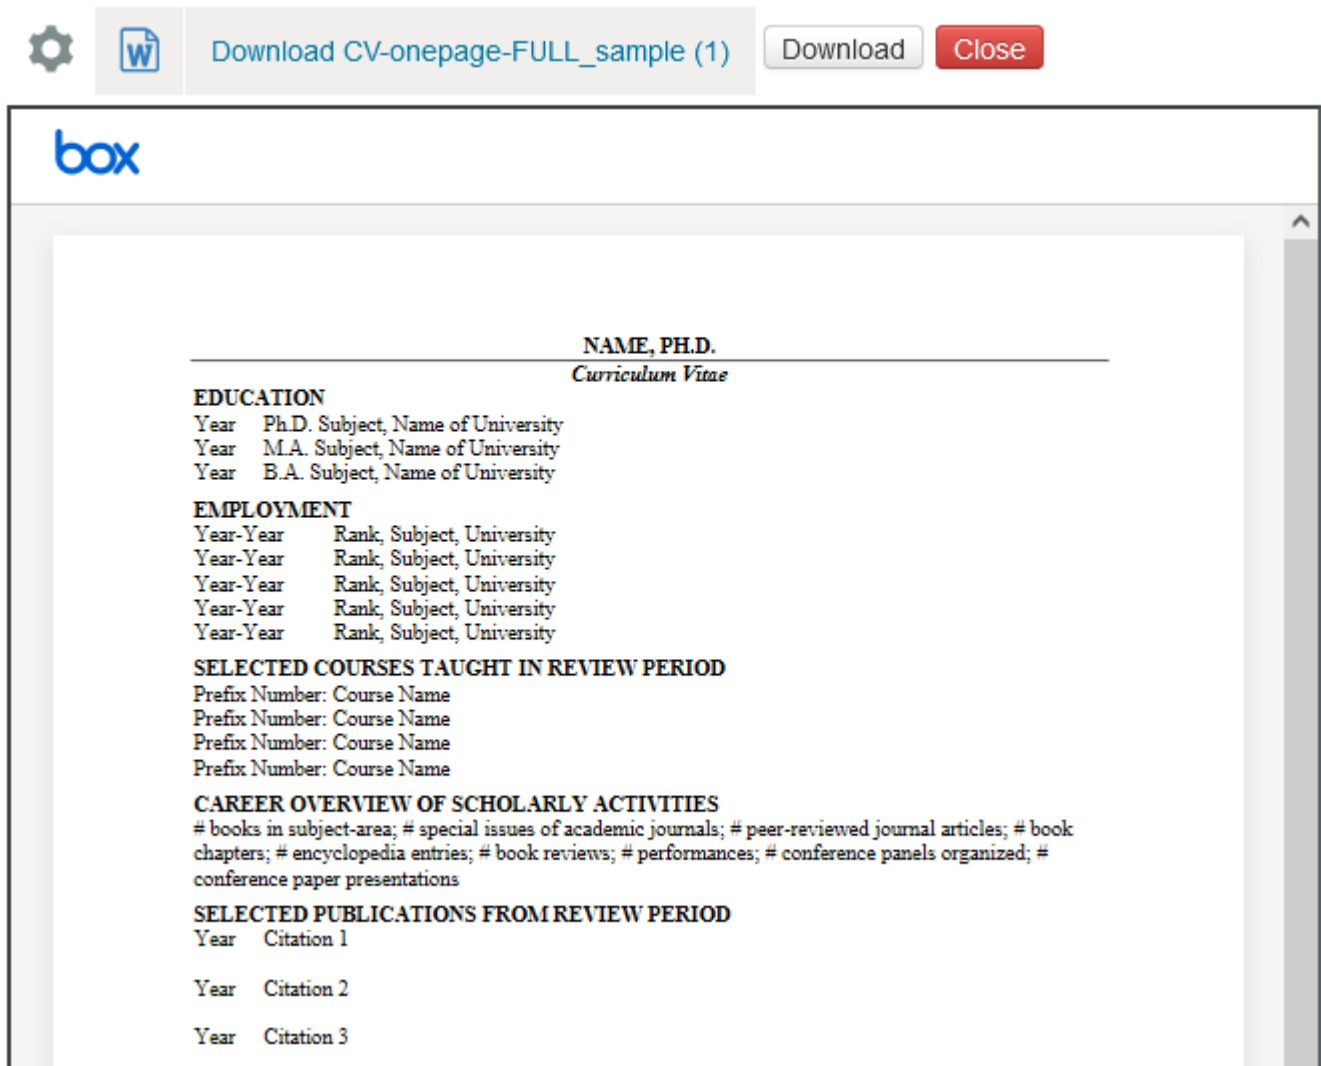 Download CV-onepage-FULL_sample (1) Download Close
box
NAME, PH.D.
Curriculum Vitae
EDUCATION
Year Ph.D. Subject, Name of University
Year M.A. Subject, Name of University
Year B.A. Subject, Name of University
EMPLOYMENT
Year-Year Rank, Subject, University
Year-Year Rank, Subject, University
Year-Year Rank, Subject, University
Year-Year Rank, Subject, University
Year-Year Rank, Subject, University
SELECTED COURSES TAUGHT IN REVIEW PERIOD
Prefix Number: Course Name
Prefix Number: Course Name
Prefix Number: Course Name
Prefix Number: Course Name
CAREER OVERVIEW OF SCHOLARLY ACTIVITIES
# books in subject-area; # special issues of academic journals; # peer-reviewed journal articles; # book
chapters; # encyclopedia entries; # book reviews; # performances; # conference panels organized; #
conference paper presentations
SELECTED PUBLICATIONS FROM REVIEW PERIOD
Year Citation 1
Year Citation 2
Year Citation 3